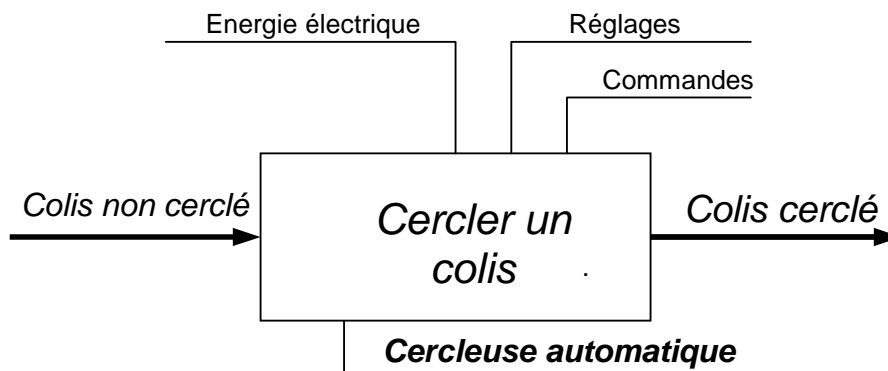 Energie électrique
Réglages
Commandes
Colis non cerclé
Cercler un
colis
.
Colis cerclé
Cercleuse automatique